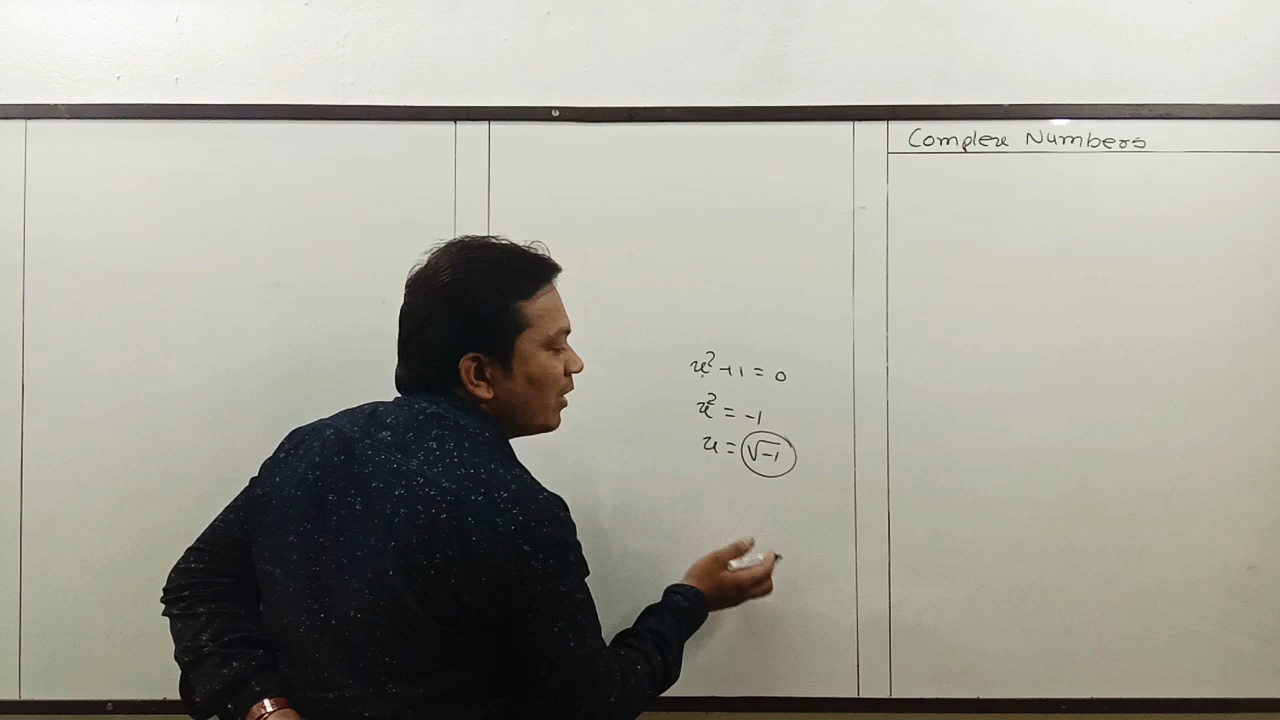 Complex Numbers
x² + 1 = 0
x² = -1
x = √-1